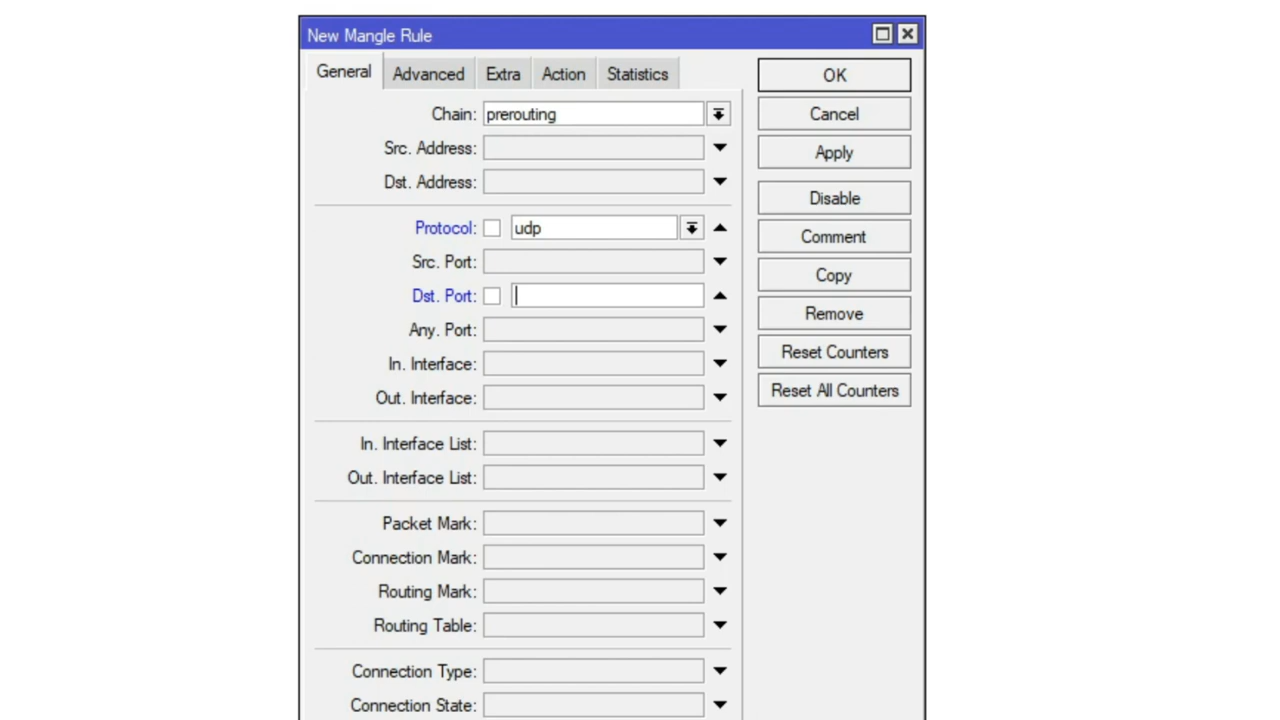 New Mangle Rule
General Advanced Extra Action Statistics
Chain: prerouting
Src. Address:
Dst. Address:
Protocol: udp
Src. Port:
Dst. Port:
Any. Port:
In. Interface:
Out. Interface:
In. Interface List:
Out. Interface List:
Packet Mark:
Connection Mark:
Routing Mark:
Routing Table:
Connection Type:
Connection State:
OK
Cancel
Apply
Disable
Comment
Copy
Remove
Reset Counters
Reset All Counters